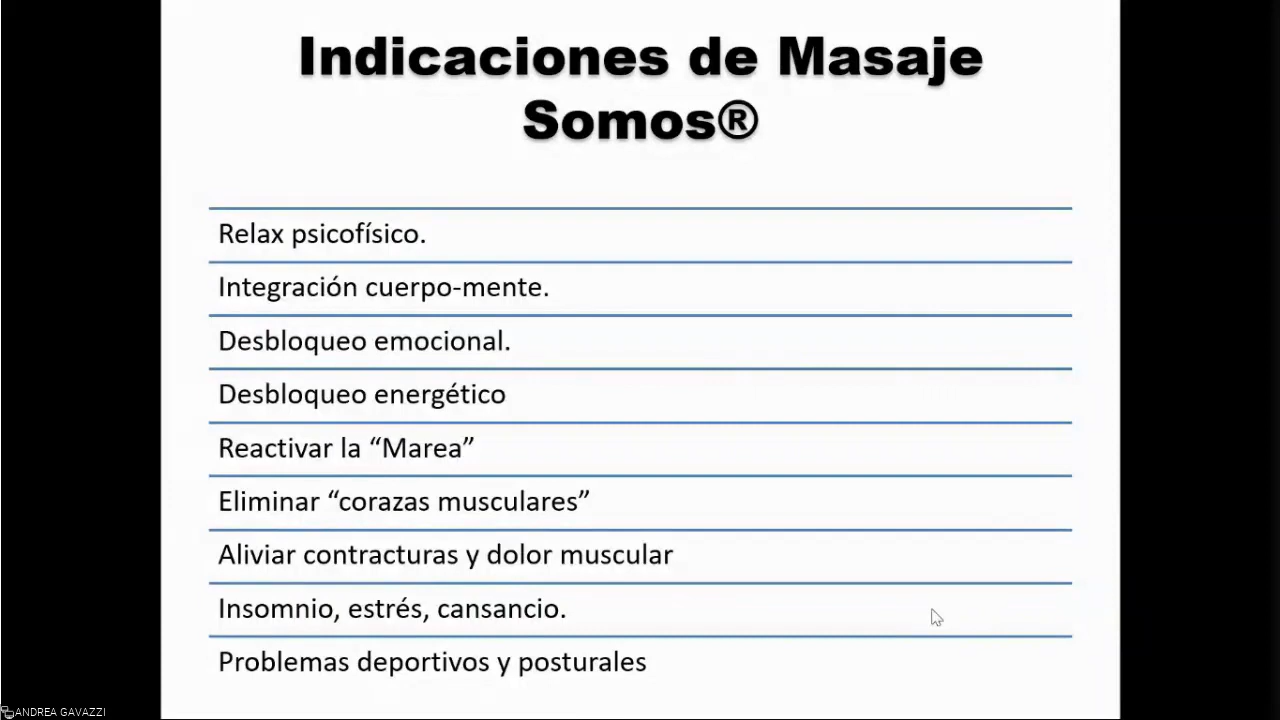 Indicaciones de Masaje
Somos®
Relax psicofísico.
Integración cuerpo-mente.
Desbloqueo emocional.
Desbloqueo energético
Reactivar la “Marea”
Eliminar “corazas musculares”
Aliviar contracturas y dolor muscular
Insomnio, estrés, cansancio.
Problemas deportivos y posturales
ANDREA GAVAZZI